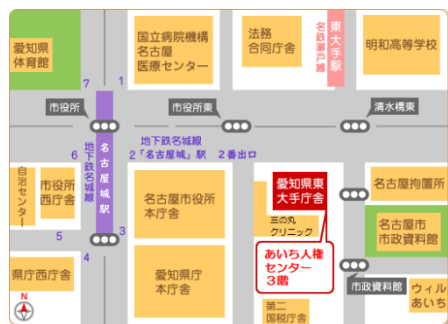 愛知県
体育館
国立病院機構
名古屋
医療センター
法務
合同庁舎
名鉄瀬戸線
東大手駅
明和高等学校
7
1
市役所
市役所東
清水橋東
地下鉄名城線
2「名古屋城」駅
2番出口
地下鉄名城線
名古屋城駅
6
自治センター
市役所
西庁舎
名古屋市役所
本庁舎
愛知県東
大手庁舎
三の丸
クリニック
名古屋拘置所
名古屋市
市政資料館
5
3
4
あいち人権
センター
3階
県庁西庁舎
愛知県庁
本庁舎
第二
国税庁舎
市政資料館
ウィル
あいち
N